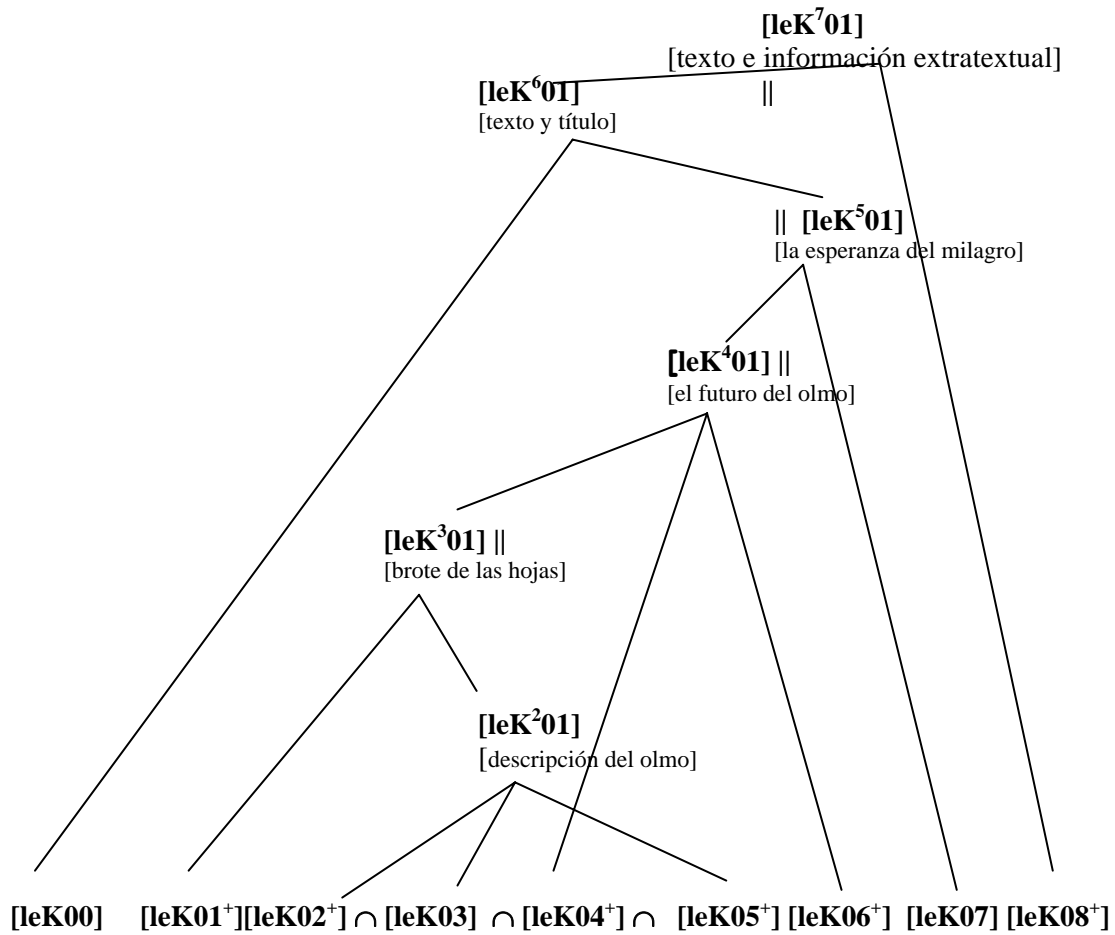 [leK⁷01]
[texto e información extratextual]
[leK⁶01]
||
[texto y título]
|| [leK⁵01]
[la esperanza del milagro]
[leK⁴01] ||
[el futuro del olmo]
[leK³01] ||
[brote de las hojas]
[leK²01]
[descripción del olmo]
[leK00] [leK01⁺][leK02⁺] ∩ [leK03] ∩ [leK04⁺] ∩ [leK05⁺] [leK06⁺] [leK07] [leK08⁺]